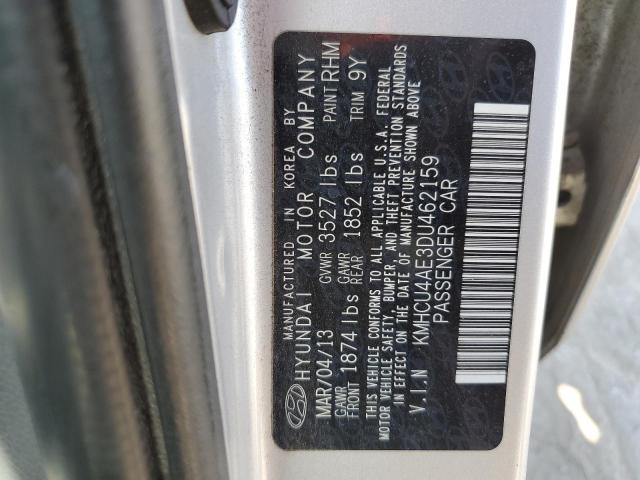 MANUFACTURED IN KOREA BY
HYUNDAI MOTOR COMPANY
MAR/04/13 GVWR 3527 lbs PAINT RHM
GAWR FRONT 1874 lbs GAWR REAR 1852 lbs TRIM 9Y
THIS VEHICLE CONFORMS TO ALL APPLICABLE U.S.A. FEDERAL
MOTOR VEHICLE SAFETY, BUMPER, AND THEFT PREVENTION STANDARDS
IN EFFECT ON THE DATE OF MANUFACTURE SHOWN ABOVE
V.I.N KMHCU4AE3DU462159
PASSENGER CAR